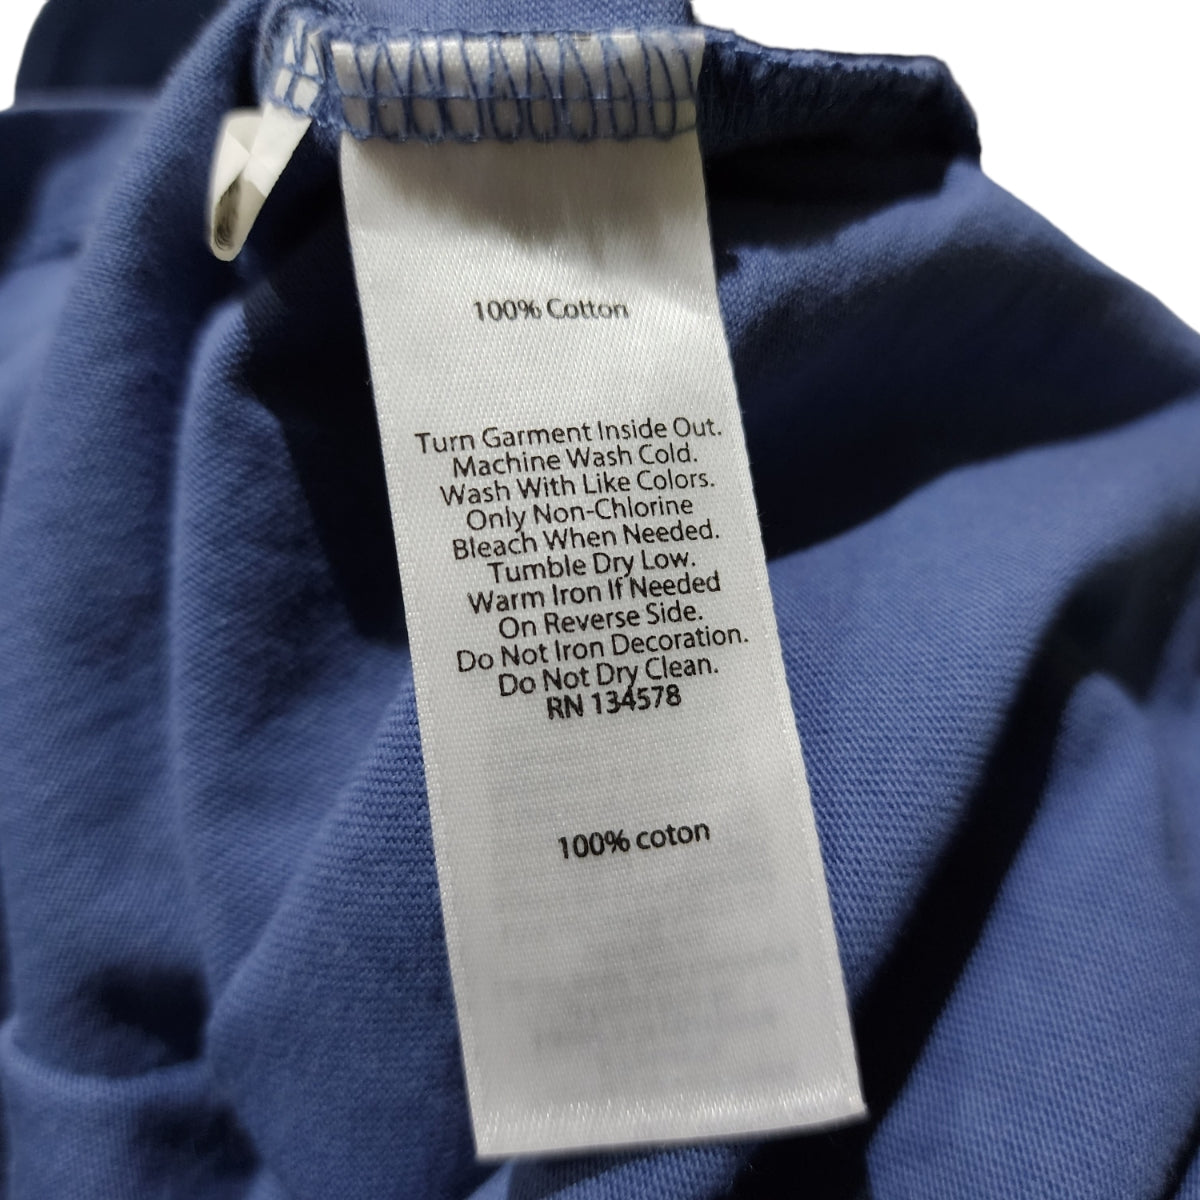 100% Cotton
Turn Garment Inside Out.
Machine Wash Cold.
Wash With Like Colors.
Only Non-Chlorine
Bleach When Needed.
Tumble Dry Low.
Warm Iron If Needed
On Reverse Side.
Do Not Iron Decoration.
Do Not Dry Clean.
RN 134578
100% coton